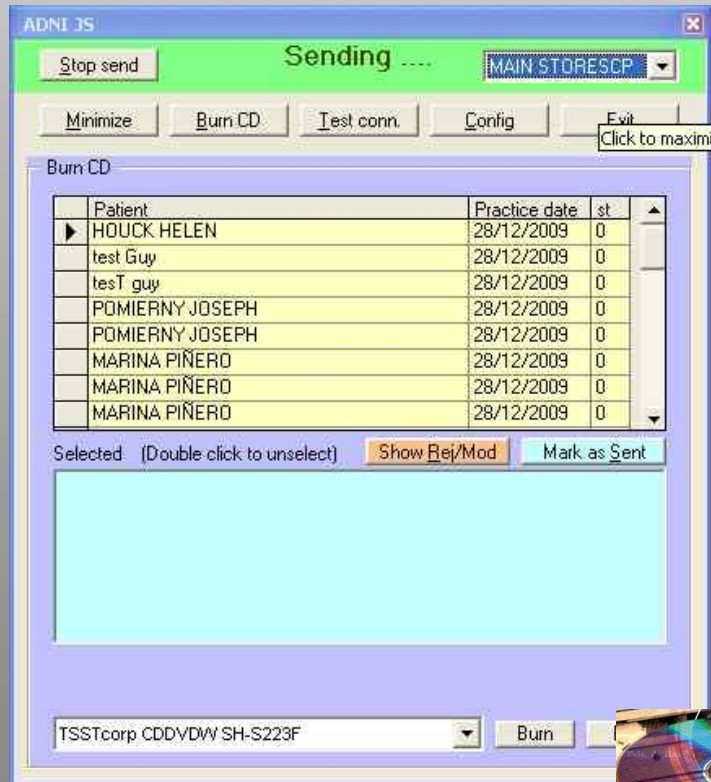 ADNI 3S
Stop send Sending .... MAIN STORESCP
Minimize Burn CD Test conn. Config Exit
Click to maximi
Burn CD
Patient Practice date st
HOUCK HELEN 28/12/2009 0
test Guy 28/12/2009 0
tesT guy 28/12/2009 0
POMIERNY JOSEPH 28/12/2009 0
POMIERNY JOSEPH 28/12/2009 0
MARINA PIÑERO 28/12/2009 0
MARINA PIÑERO 28/12/2009 0
MARINA PIÑERO 28/12/2009 0
Selected (Double click to unselect) Show Rej/Mod Mark as Sent
TSSTcorp CDDVDW SH-S223F Burn